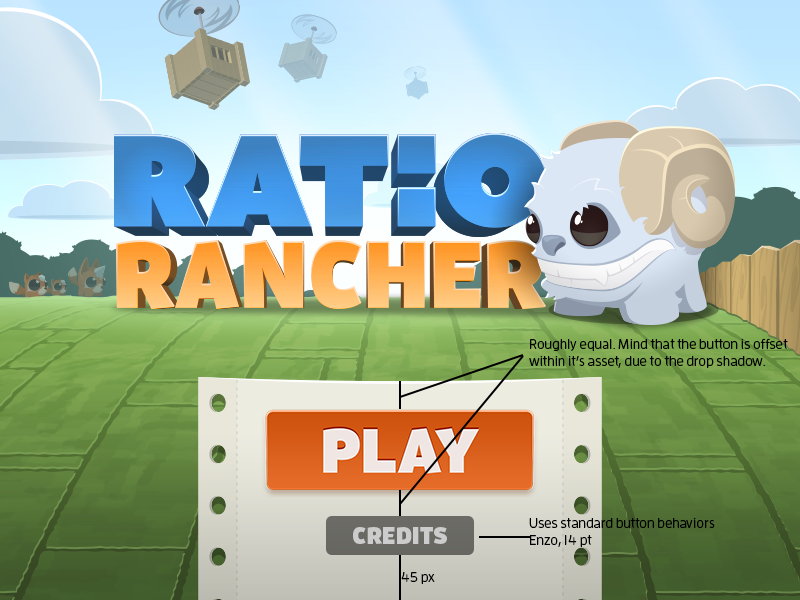 RATIO
RANCHER
Roughly equal. Mind that the button is offset
within it's asset, due to the drop shadow.
PLAY
CREDITS
Uses standard button behaviors
Enzo, 14 pt
45 px